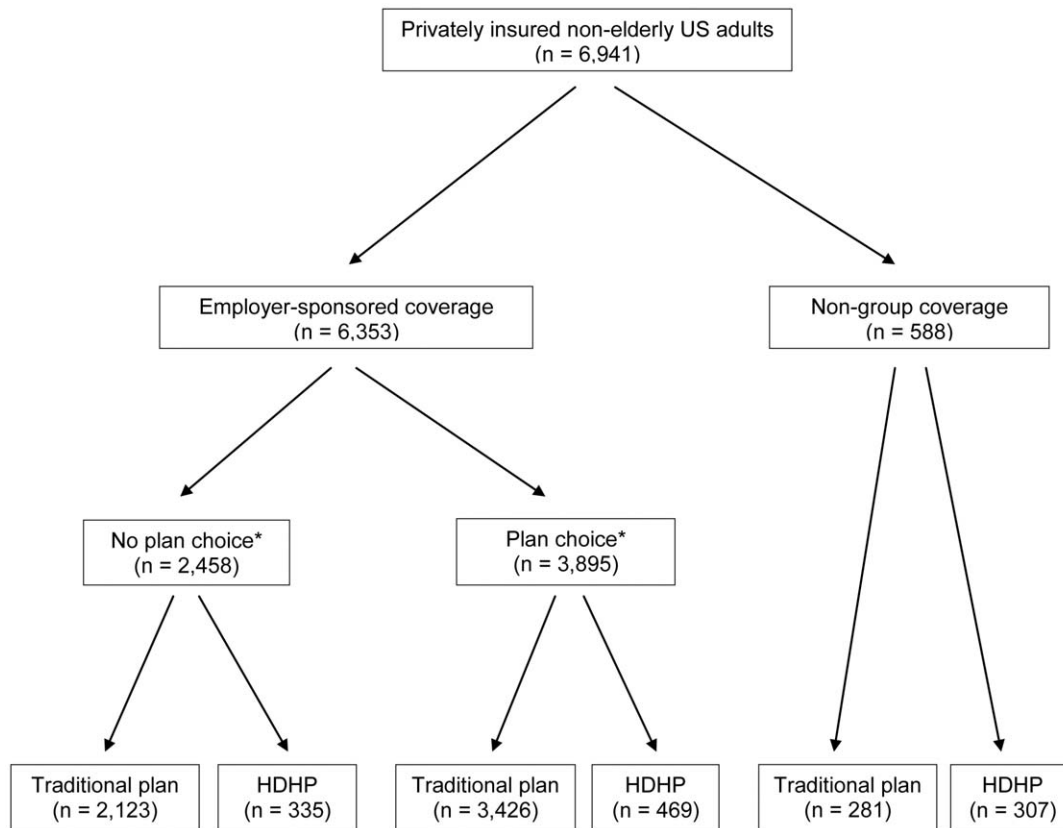 Privately insured non-elderly US adults
(n = 6,941)
Employer-sponsored coverage
(n = 6,353)
Non-group coverage
(n = 588)
No plan choice*
(n = 2,458)
Plan choice*
(n = 3,895)
Traditional plan
(n = 2,123)
HDHP
(n = 335)
Traditional plan
(n = 3,426)
HDHP
(n = 469)
Traditional plan
(n = 281)
HDHP
(n = 307)